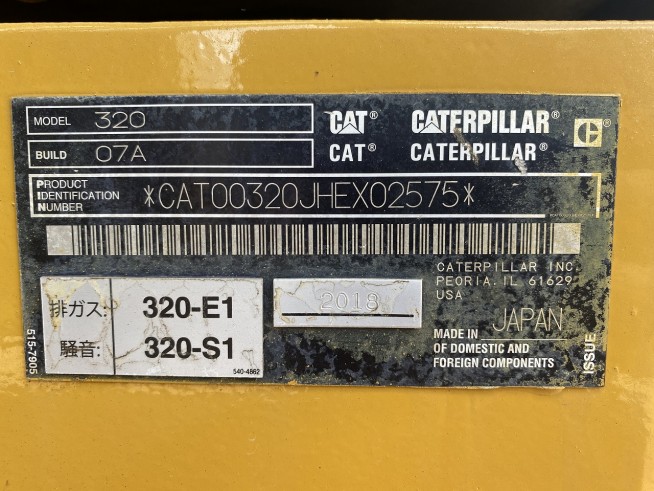 MODEL 320
BUILD 07A
CAT® CATERPILLAR®
CAT® CATERPILLAR®
C®
PRODUCT
IDENTIFICATION
NUMBER
*CAT00320JHEX02575*
CATERPILLAR INC.
PEORIA, IL 61629
USA
排ガス: 320-E1
騒音: 320-S1
540-4862
2018
MADE IN JAPAN
OF DOMESTIC AND
FOREIGN COMPONENTS
515-7905
ISSUE